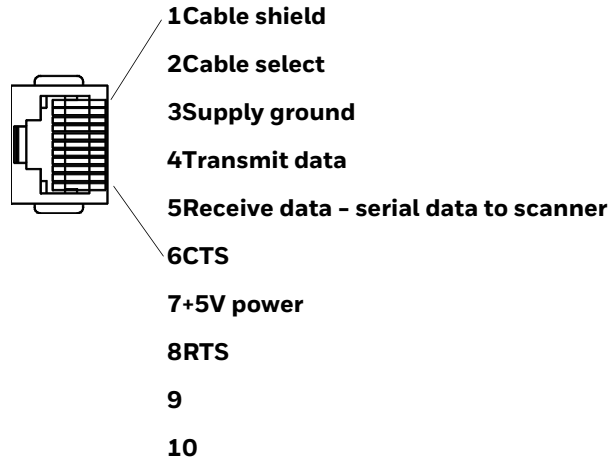 1Cable shield
2Cable select
3Supply ground
4Transmit data
5Receive data – serial data to scanner
6CTS
7+5V power
8RTS
9
10